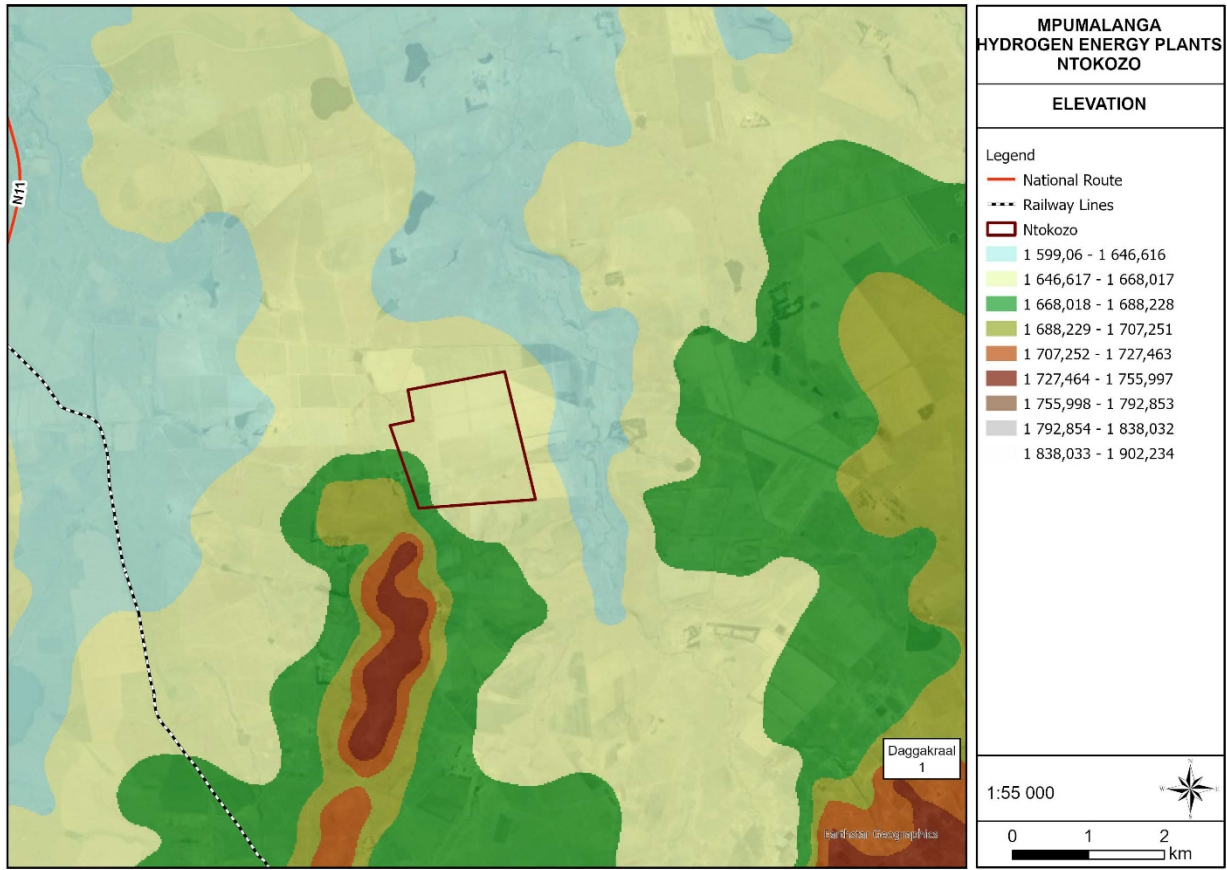 MPUMALANGA
HYDROGEN ENERGY PLANTS
NTOKOZO
ELEVATION
Legend
National Route
Railway Lines
Ntokozo
1 599,06 - 1 646,616
1 646,617 - 1 668,017
1 668,018 - 1 688,228
1 688,229 - 1 707,251
1 707,252 - 1 727,463
1 727,464 - 1 755,997
1 755,998 - 1 792,853
1 792,854 - 1 838,032
1 838,033 - 1 902,234
N11
Daggakraal
1
Earthstar Geographics
1:55 000
N
W E
S
0 1 2
km